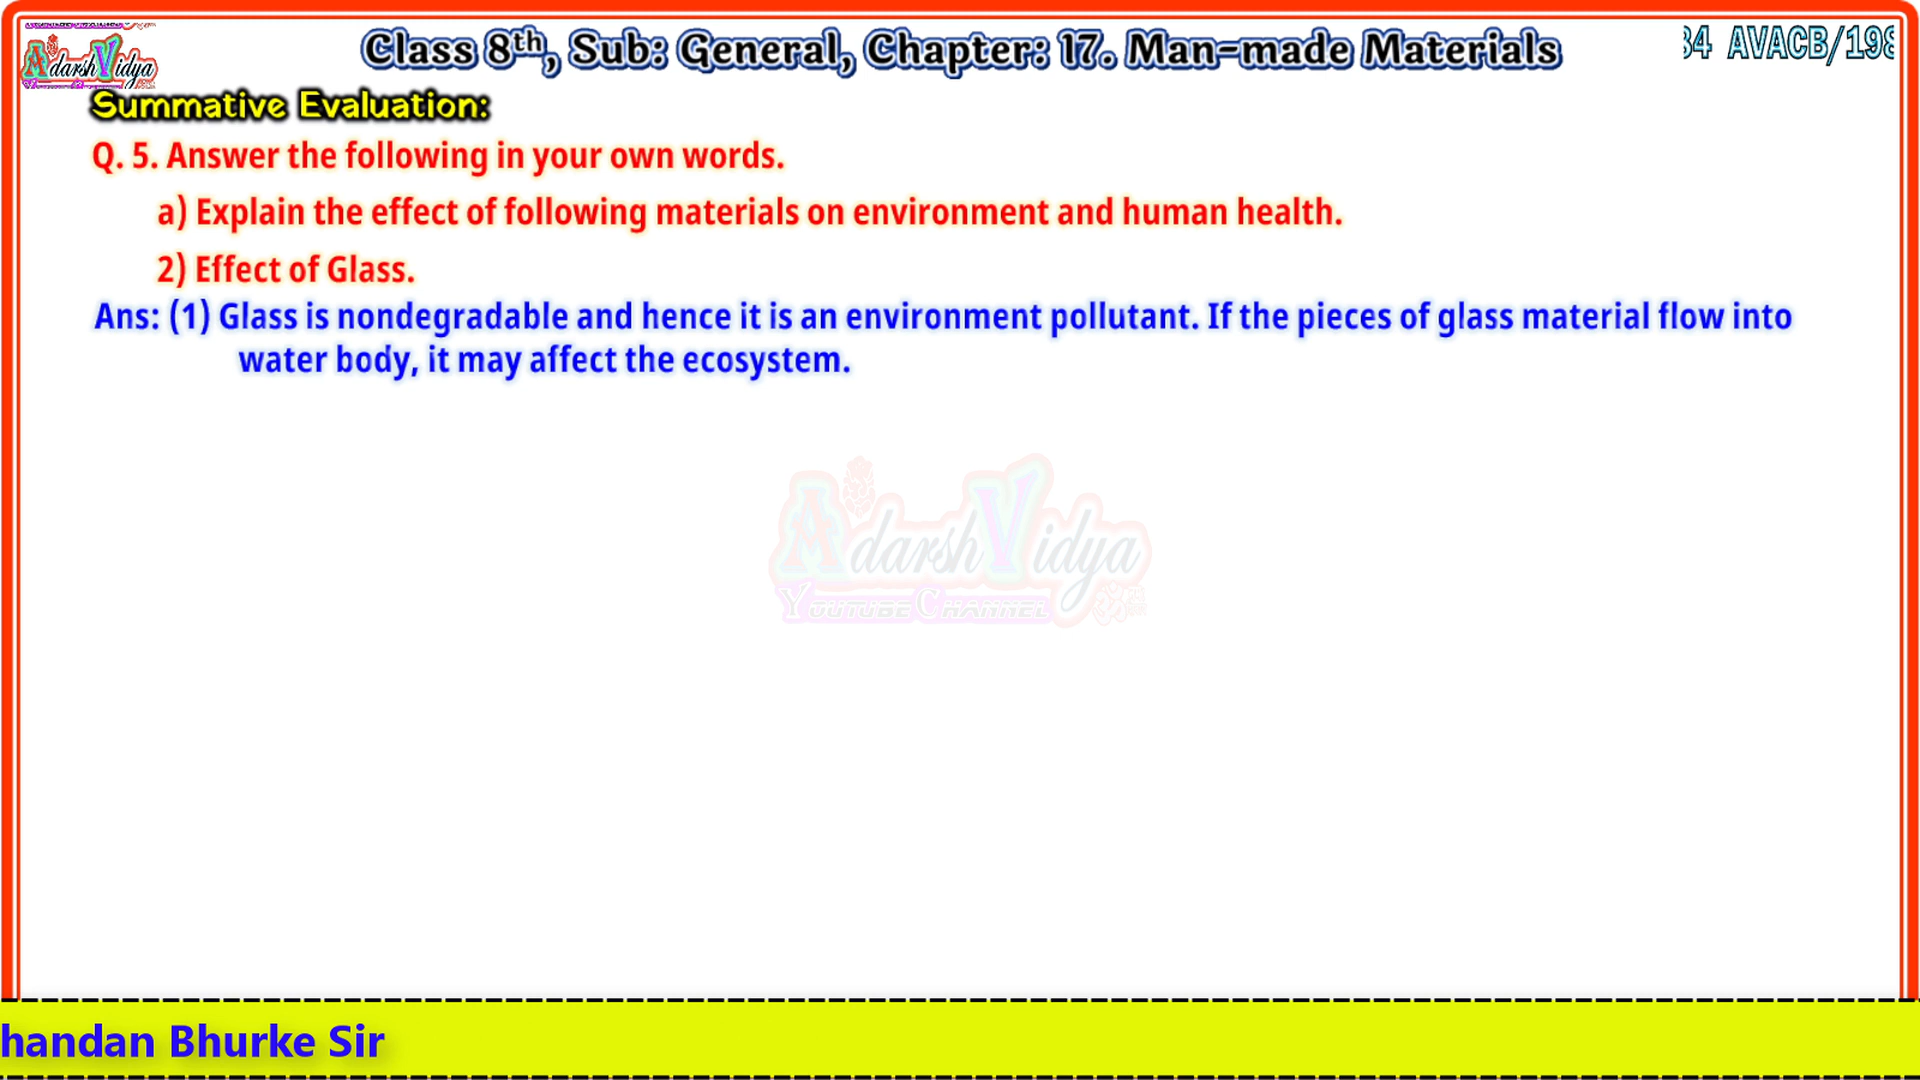 AdarshVidya
Class 8th, Sub: General, Chapter: 17. Man-made Materials
34 AVACB/198
Summative Evaluation:
Q. 5. Answer the following in your own words.
a) Explain the effect of following materials on environment and human health.
2) Effect of Glass.
Ans: (1) Glass is nondegradable and hence it is an environment pollutant. If the pieces of glass material flow into
water body, it may affect the ecosystem.
AdarshVidya
YOUTUBE CHANNEL
handan Bhurke Sir